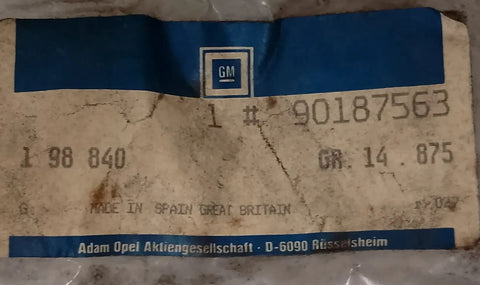 GM
1 # 90187563
1 98 840 GR. 14 .875
G MADE IN SPAIN GREAT BRITAIN
Adam Opel Aktiengesellschaft · D-6090 Rüsselsheim